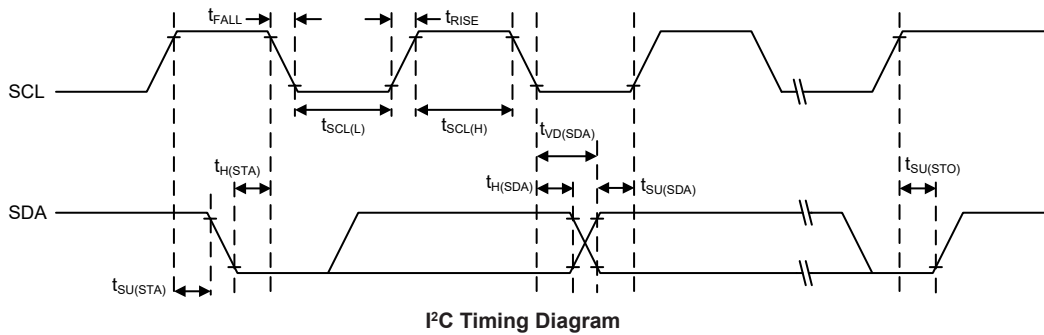 tFALL
tRISE
SCL
tSCL(L)
tSCL(H)
tVD(SDA)
tH(STA)
tH(SDA)
tSU(SDA)
tSU(STO)
SDA
tSU(STA)
I²C Timing Diagram